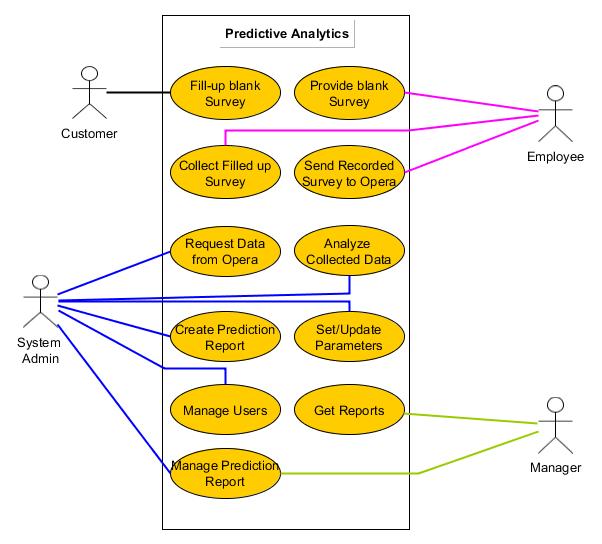 Predictive Analytics
Fill-up blank
Survey
Provide blank
Survey
Customer
Employee
Collect Filled up
Survey
Send Recorded
Survey to Opera
Request Data
from Opera
Analyze
Collected Data
System
Admin
Create Prediction
Report
Set/Update
Parameters
Manage Users
Get Reports
Manager
Manage Prediction
Report